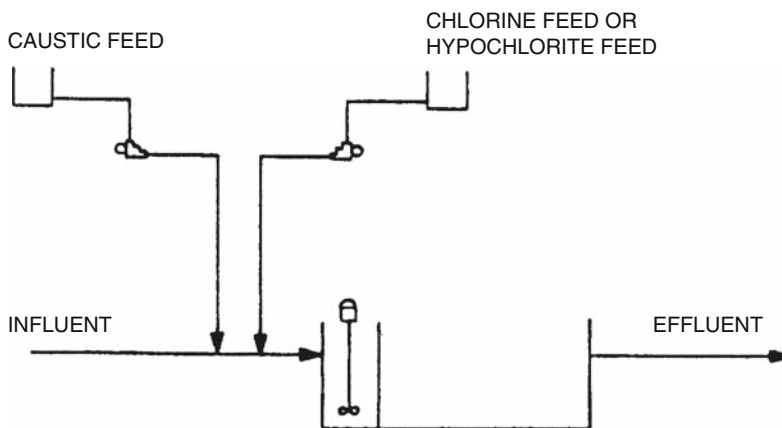 CAUSTIC FEED
CHLORINE FEED OR
HYPOCHLORITE FEED
INFLUENT
EFFLUENT